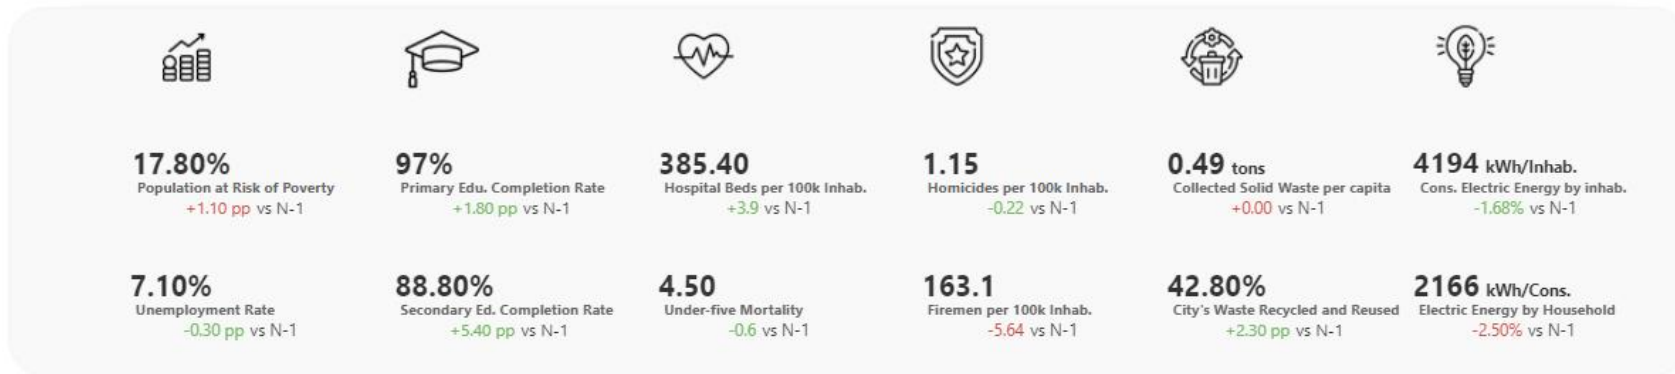 17.80%
Population at Risk of Poverty
+1.10 pp vs N-1
97%
Primary Edu. Completion Rate
+1.80 pp vs N-1
385.40
Hospital Beds per 100k Inhab.
+3.9 vs N-1
1.15
Homicides per 100k Inhab.
-0.22 vs N-1
0.49 tons
Collected Solid Waste per capita
+0.00 vs N-1
4194 kWh/Inhab.
Cons. Electric Energy by inhab.
-1.68% vs N-1
7.10%
Unemployment Rate
-0.30 pp vs N-1
88.80%
Secondary Ed. Completion Rate
+5.40 pp vs N-1
4.50
Under-five Mortality
-0.6 vs N-1
163.1
Firemen per 100k Inhab.
-5.64 vs N-1
42.80%
City's Waste Recycled and Reused
+2.30 pp vs N-1
2166 kWh/Cons.
Electric Energy by Household
-2.50% vs N-1